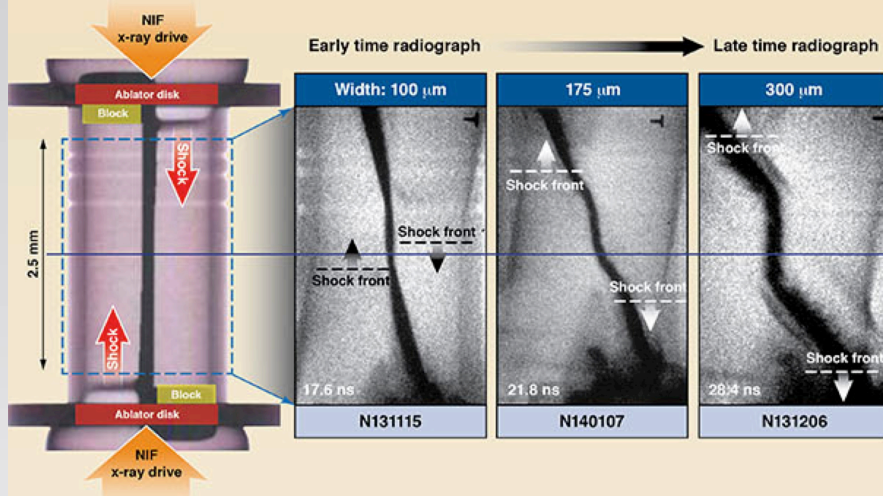 NIF
x-ray drive
Ablator disk
Block
Shock
2.5 mm
Shock
Block
Ablator disk
NIF
x-ray drive
Early time radiograph
Late time radiograph
Width: 100 μm
Shock front
Shock front
17.6 ns
N131115
175 μm
Shock front
Shock front
21.8 ns
N140107
300 μm
Shock front
Shock front
28.4 ns
N131206